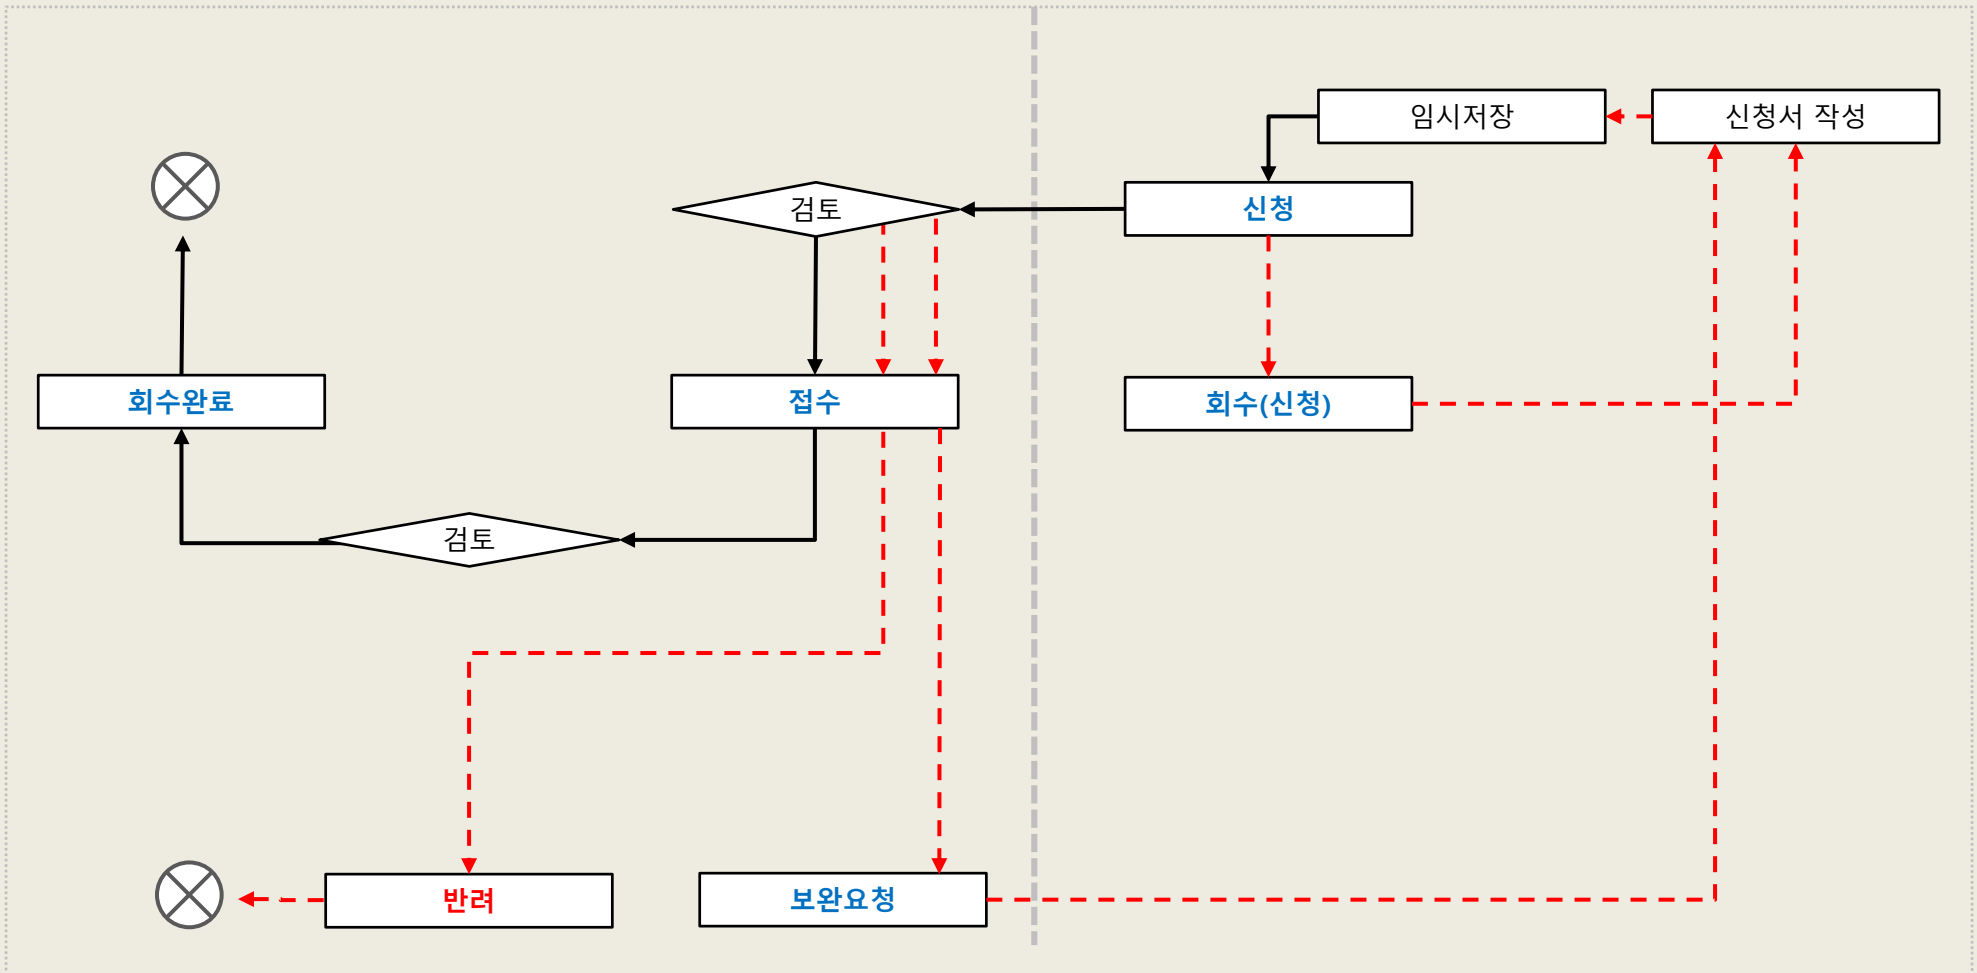 임시저장
신청서 작성
검토
신청
회수완료
접수
회수(신청)
검토
반려
보완요청